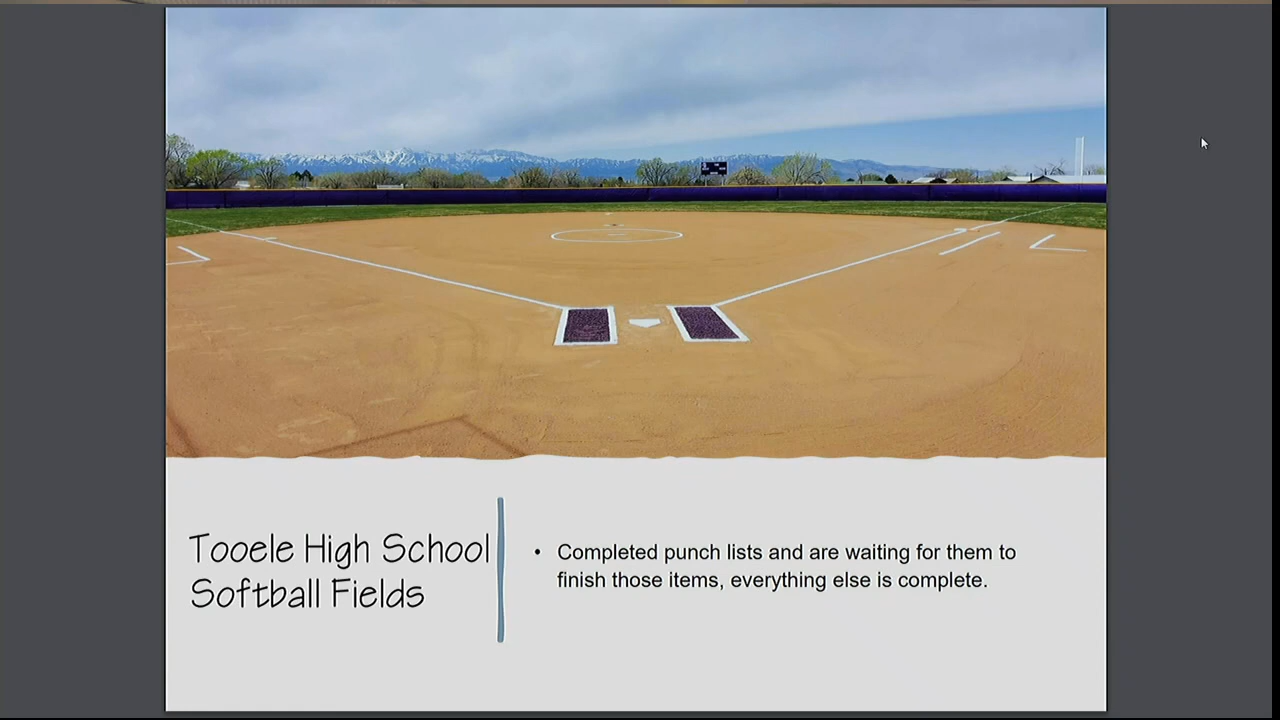 Tooele High School
Softball Fields
• Completed punch lists and are waiting for them to
finish those items, everything else is complete.